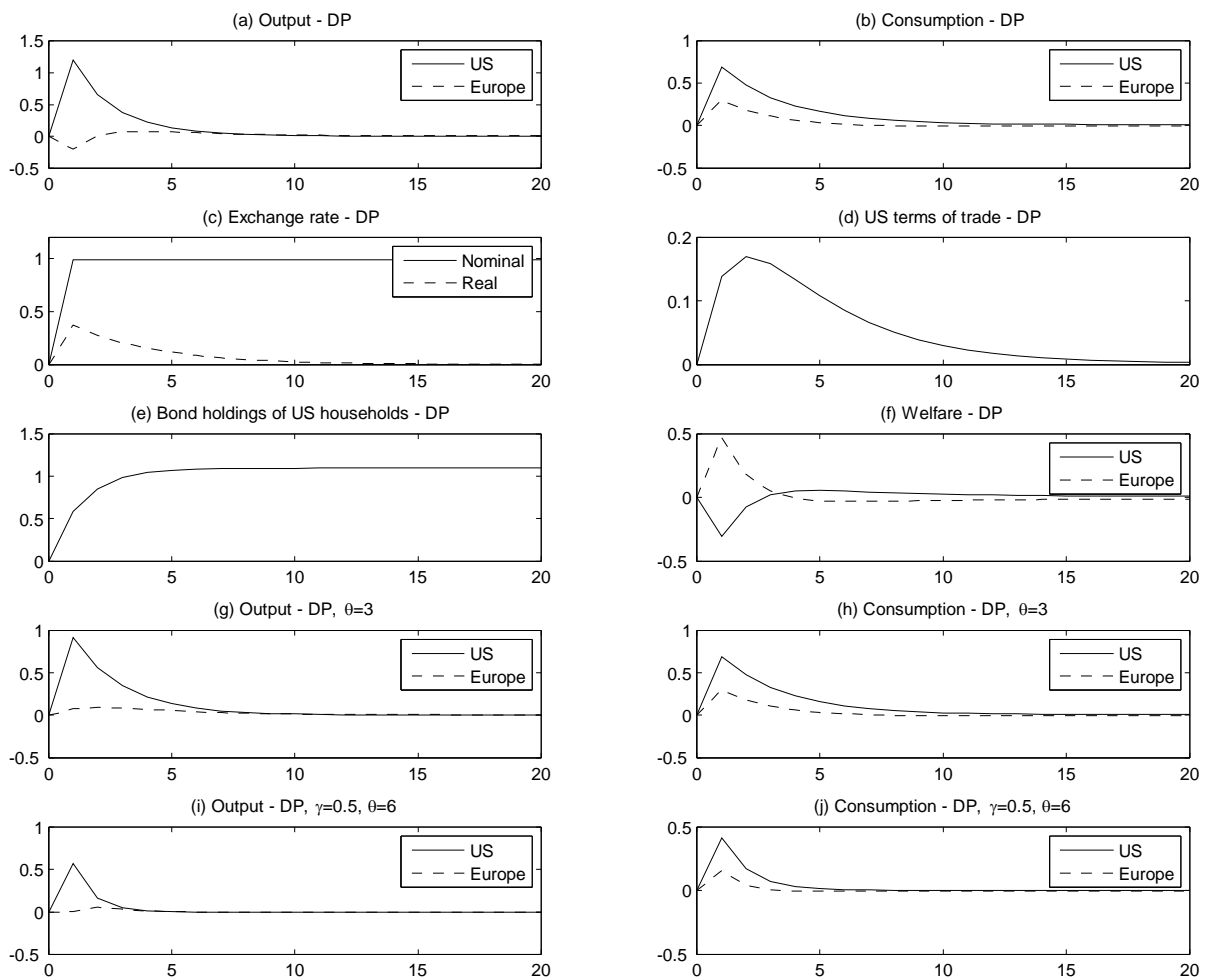 (a) Output - DP
1.5
1
0.5
0
-0.5
0 5 10 15 20
US
Europe
(b) Consumption - DP
1
0.5
0
-0.5
0 5 10 15 20
US
Europe
(c) Exchange rate - DP
1
0.5
0
0 5 10 15 20
Nominal
Real
(d) US terms of trade - DP
0.2
0.1
0
0 5 10 15 20
(e) Bond holdings of US households - DP
1.5
1
0.5
0
0 5 10 15 20
(f) Welfare - DP
0.5
0
-0.5
0 5 10 15 20
US
Europe
(g) Output - DP, θ=3
1
0.5
0
-0.5
0 5 10 15 20
US
Europe
(h) Consumption - DP, θ=3
1
0.5
0
-0.5
0 5 10 15 20
US
Europe
(i) Output - DP, γ=0.5, θ=6
1
0.5
0
-0.5
0 5 10 15 20
US
Europe
(j) Consumption - DP, γ=0.5, θ=6
0.5
0
-0.5
0 5 10 15 20
US
Europe